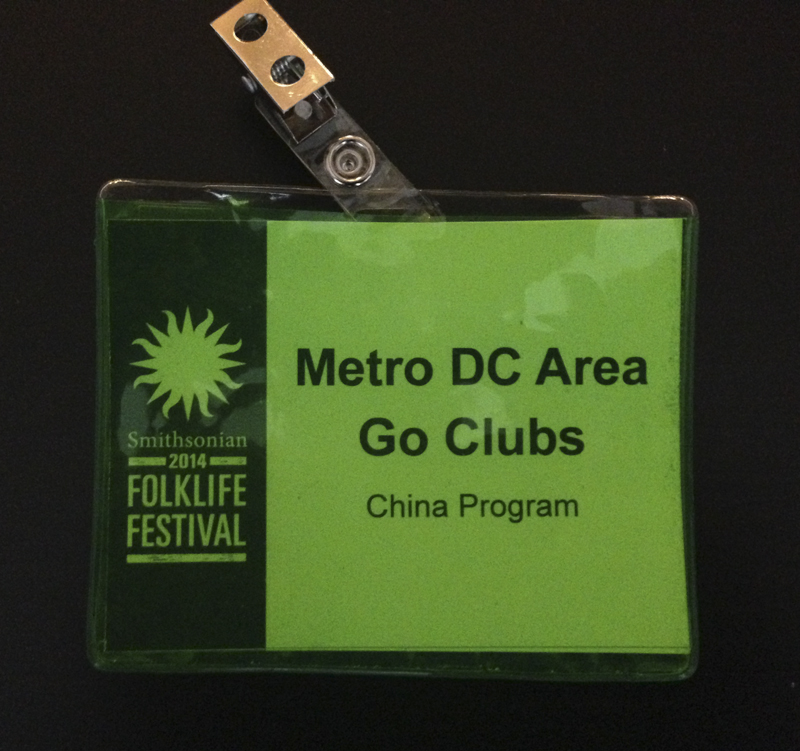 Smithsonian
2014
FOLKLIFE
FESTIVAL
Metro DC Area
Go Clubs
China Program